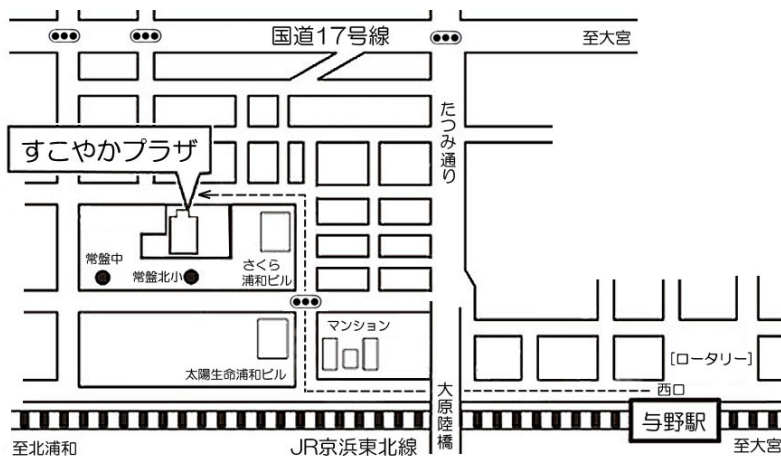 国道17号線
至大宮
たつみ通り
すこやかプラザ
常盤中
常盤北小
さくら
浦和ビル
マンション
太陽生命浦和ビル
大原陸橋
[ロータリー]
西口
与野駅
至北浦和
JR京浜東北線
至大宮